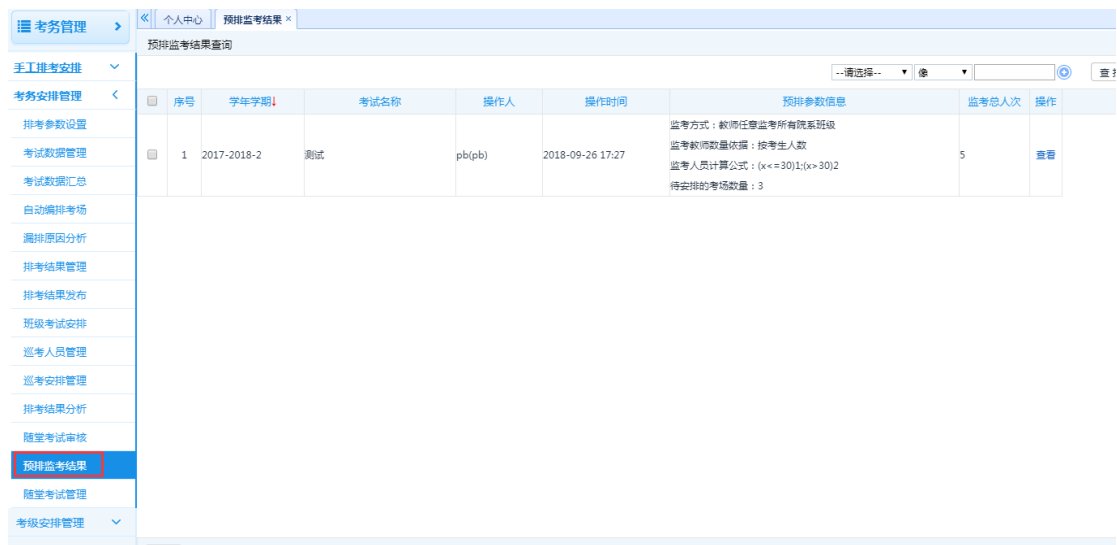 考务管理
个人中心 预排监考结果 ×
预排监考结果查询
手工排考安排
--请选择-- 像
考务安排管理
序号 学年学期 考试名称 操作人 操作时间 预排参数信息 监考总人次 操作
排考参数设置
监考方式：教师任意监考所有院系班级
监考教师数量依据：按考生人数
考试数据管理
1 2017-2018-2 测试 pb(pb) 2018-09-26 17:27 5 查看
监考人员计算公式：(x<=30)1;(x>30)2
待安排的考场数量：3
考试数据汇总
自动编排考场
漏排原因分析
排考结果管理
排考结果发布
班级考试安排
巡考人员管理
巡考安排管理
排考结果分析
随堂考试审核
预排监考结果
随堂考试管理
考级安排管理